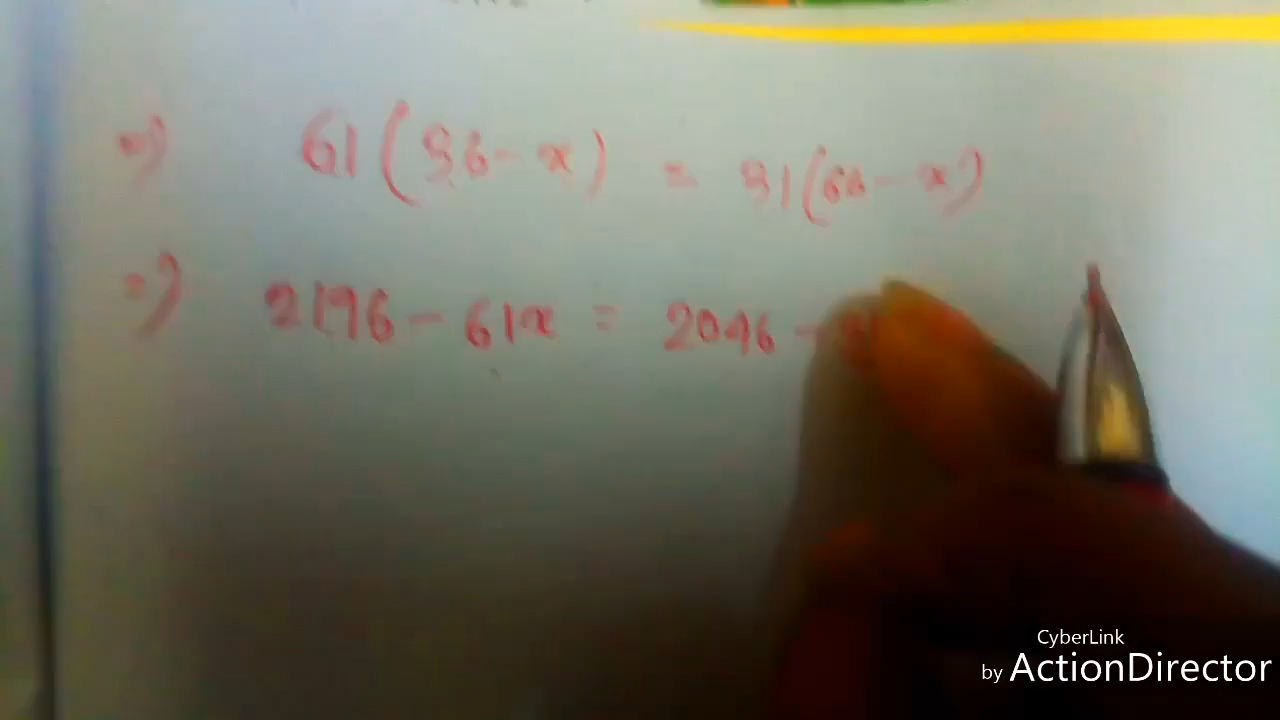 =) 61(36-x) = 31(66-x)
=) 2196-61x = 2046-
CyberLink
by ActionDirector